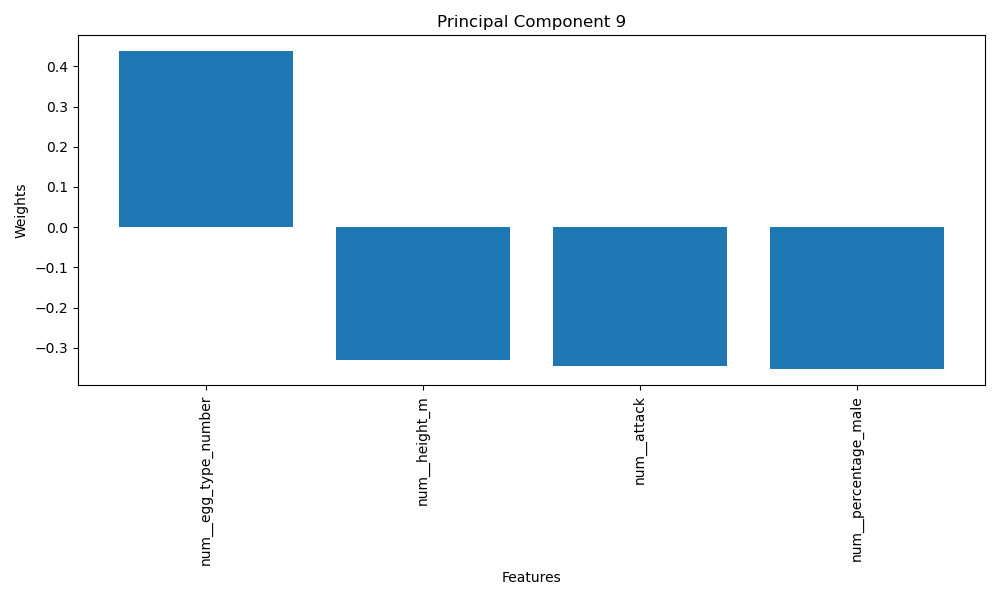 Principal Component 9
Weights
0.4
0.3
0.2
0.1
0.0
−0.1
−0.2
−0.3
num__egg_type_number
num__height_m
num__attack
num__percentage_male
Features